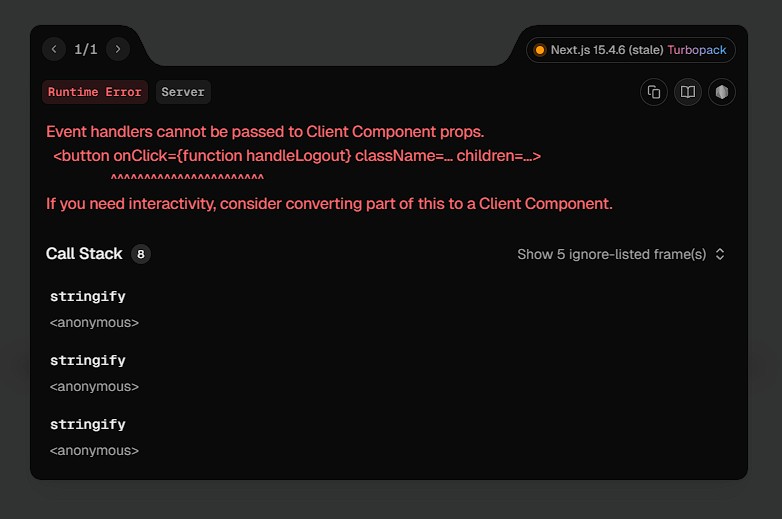 1/1
Next.js 15.4.6 (stale) Turbopack
Runtime Error
Server
Event handlers cannot be passed to Client Component props.
<button onClick={function handleLogout} className=... children=...>
^^^^^^^^^^^^^^^^^^^^^^^
If you need interactivity, consider converting part of this to a Client Component.
Call Stack 8
Show 5 ignore-listed frame(s)
stringify
<anonymous>
stringify
<anonymous>
stringify
<anonymous>